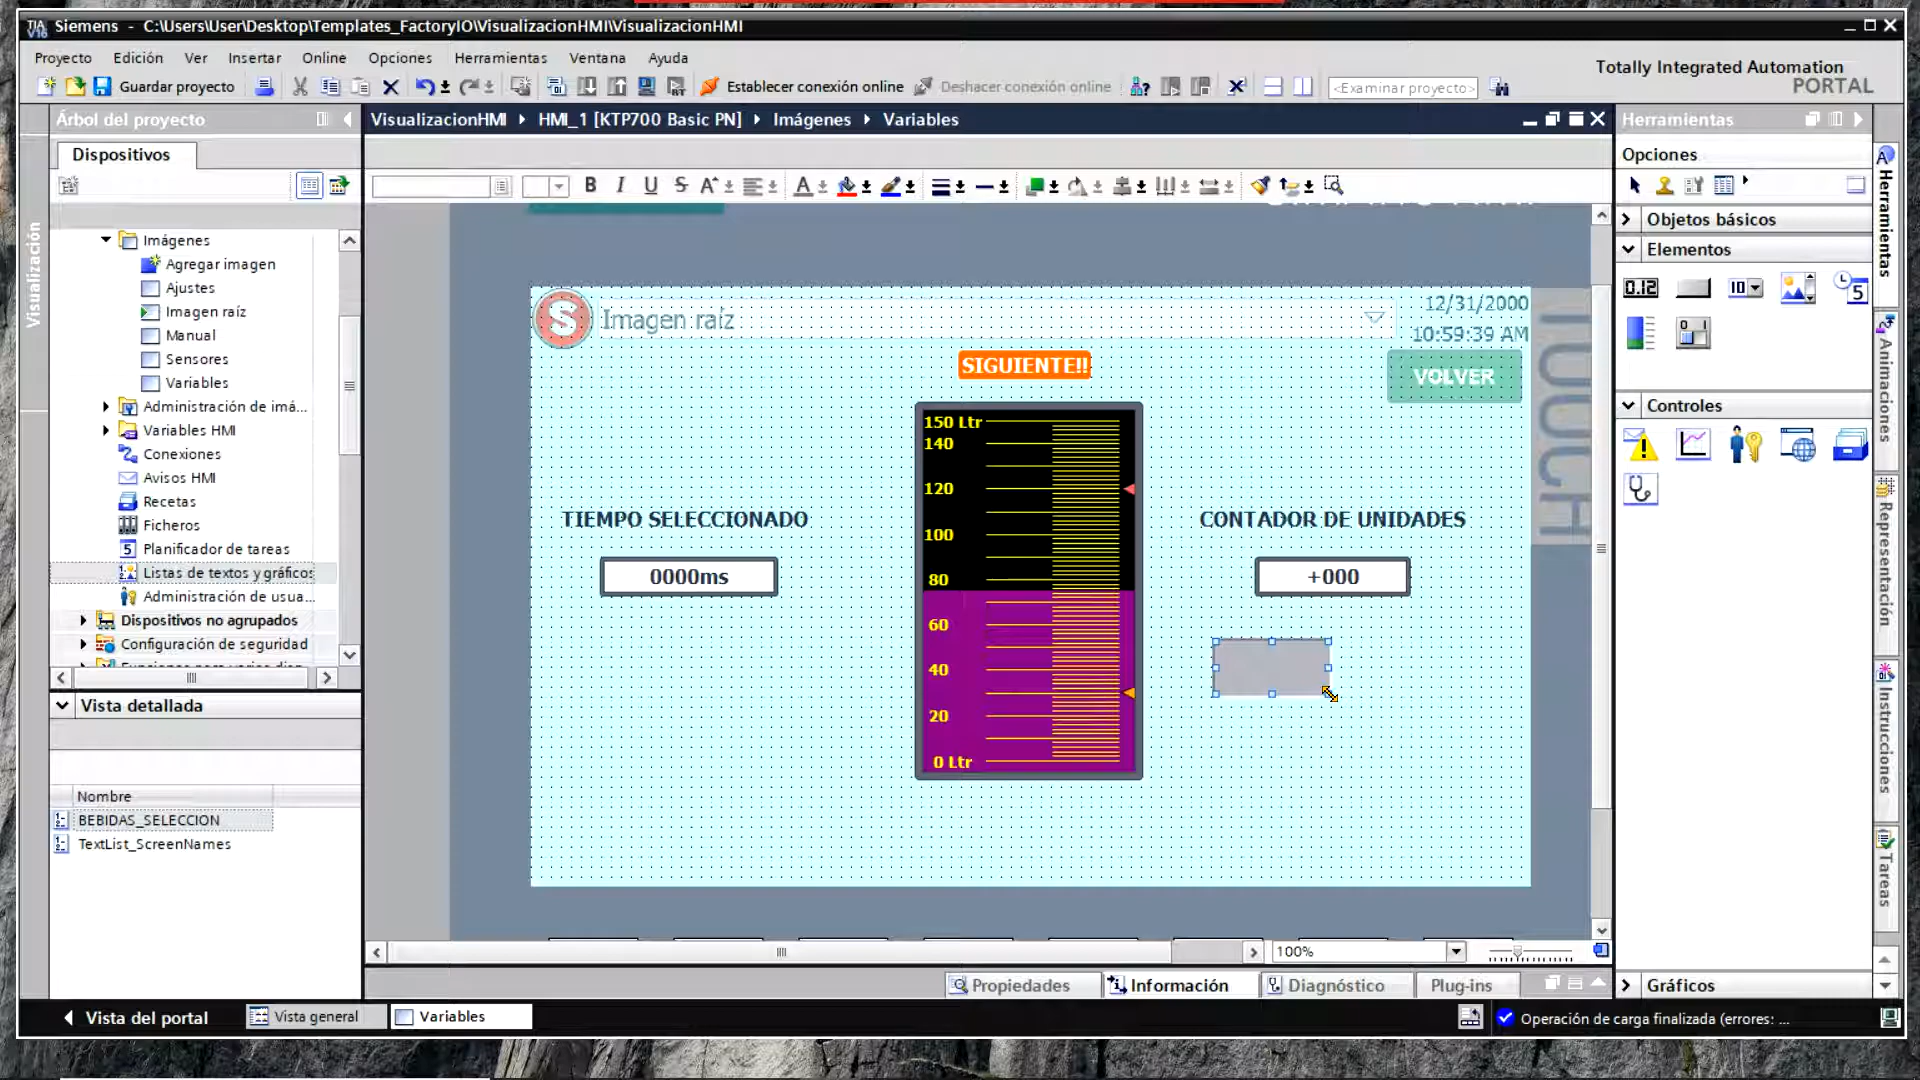 Siemens - C:\Users\User\Desktop\Templates_FactoryIO\VisualizacionHMI\VisualizacionHMI
Proyecto Edición Ver Insertar Online Opciones Herramientas Ventana Ayuda
Totally Integrated Automation
PORTAL
Guardar proyecto
Establecer conexión online
Deshacer conexión online
<Examinar proyecto>
Árbol del proyecto
VisualizacionHMI HMI_1 [KTP700 Basic PN] Imágenes Variables
Herramientas
Dispositivos
Opciones
Visualización
Imágenes
Agregar imagen
Ajustes
Imagen raíz
Manual
Sensores
Variables
Administración de imá...
Variables HMI
Conexiones
Avisos HMI
Recetas
Ficheros
Planificador de tareas
Listas de textos y gráficos
Administración de usua...
Dispositivos no agrupados
Configuración de seguridad
Vista detallada
Nombre
BEBIDAS_SELECCION
TextList_ScreenNames
B I U S A A
S Imagen raíz
12/31/2000
10:59:39 AM
SIGUIENTE!!
VOLVER
TOUCH
150 Ltr
140
120
100
80
60
40
20
0 Ltr
TIEMPO SELECCIONADO
0000ms
CONTADOR DE UNIDADES
+000
100%
Propiedades
Información
Diagnóstico
Plug-ins
Objetos básicos
Elementos
0.12
10
5
0 1
Controles
Gráficos
Herramientas
Animaciones
Representación
Instrucciones
Tareas
Vista del portal
Vista general
Variables
Operación de carga finalizada (errores: ...